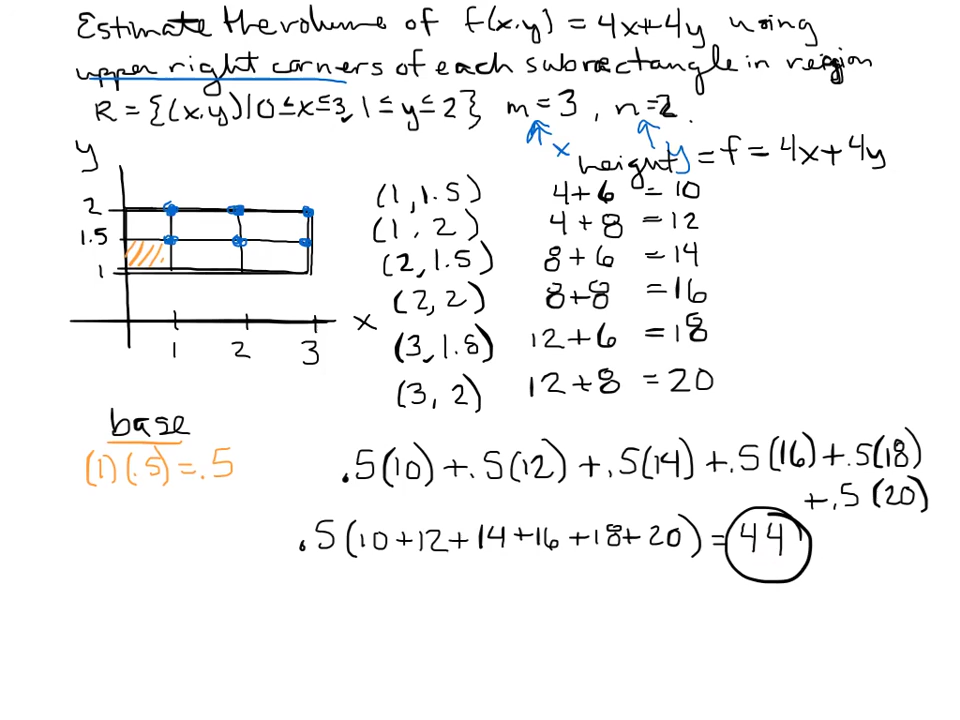 Estimate the volume of f(x,y) = 4x+4y using
upper right corners of each subrectangle in region
R = {(x,y)|0≤x≤3, 1≤y≤2} m=3, n=2.
x y
height = f = 4x+4y
y
2
1.5
1
1 2 3 x
(1, 1.5) 4+6 = 10
(1, 2) 4+8 = 12
(2, 1.5) 8+6 = 14
(2, 2) 8+8 = 16
(3, 1.5) 12+6 = 18
(3, 2) 12+8 = 20
base
(1)(.5) = .5
.5(10) + .5(12) + .5(14) + .5(16) + .5(18)
+ .5(20)
.5(10+12+14+16+18+20) = 44